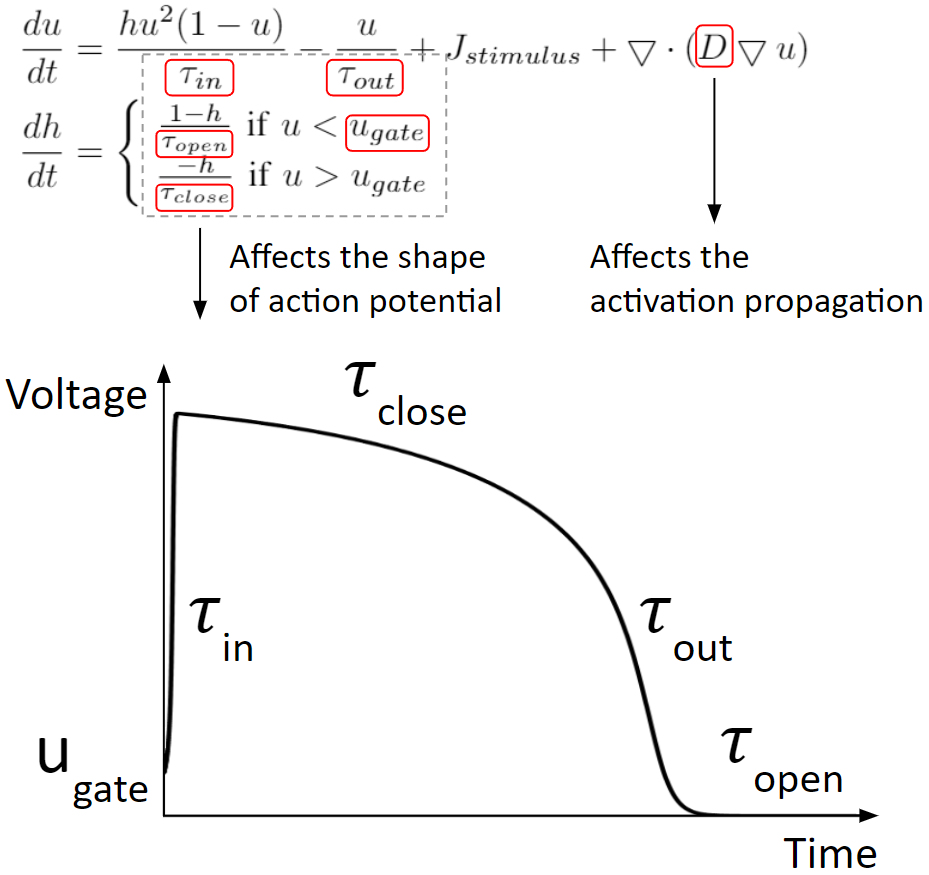 du/dt = hu²(1 − u)/τ_in − u/τ_out + J_stimulus + ▽ · (D ▽ u)
dh/dt = { 1−h/τ_open if u < u_gate
−h/τ_close if u > u_gate
Affects the shape
of action potential
Affects the
activation propagation
Voltage
τ_close
τ_in
τ_out
u_gate
τ_open
Time